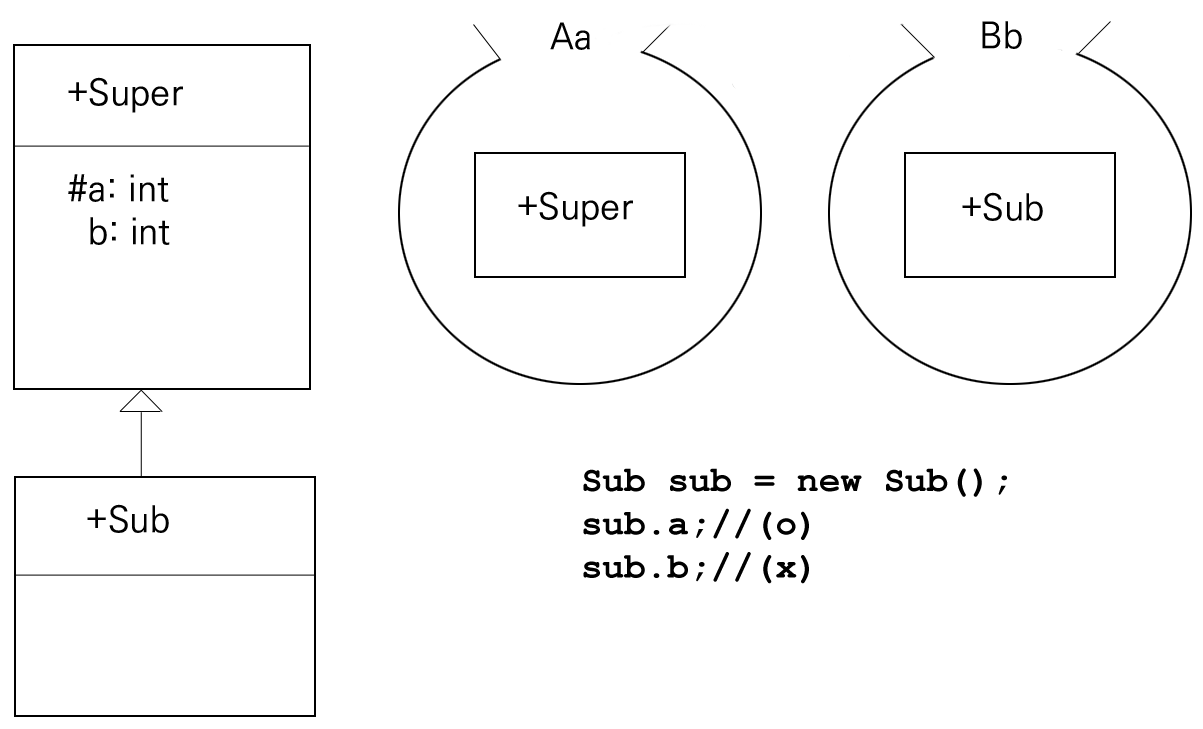 +Super
#a: int
b: int
+Sub
Aa
+Super
Bb
+Sub
Sub sub = new Sub();
sub.a;//(o)
sub.b;//(x)